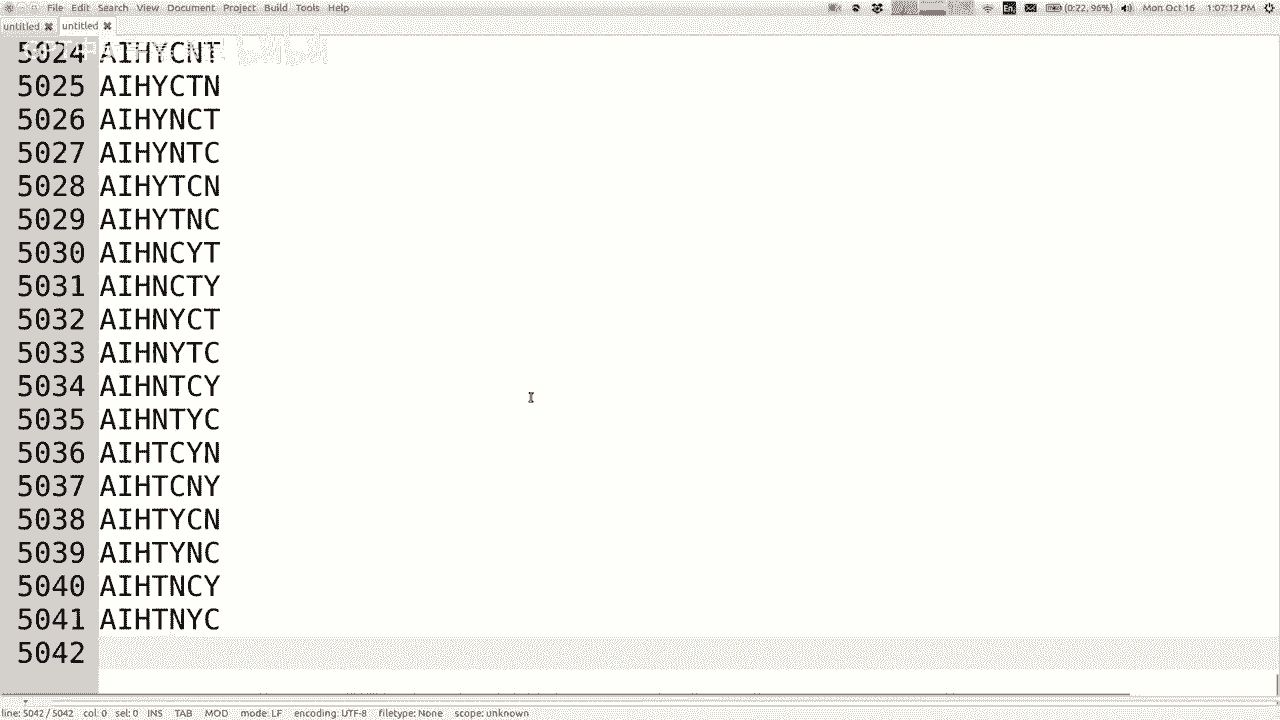 File Edit Search View Document Project Build Tools Help
En (0:22, 96%) Mon Oct 16 1:07:12 PM
untitled untitled
5024 AIHYCNT
5025 AIHYCTN
5026 AIHYNCT
5027 AIHYNTC
5028 AIHYTCN
5029 AIHYTNC
5030 AIHNCYT
5031 AIHNCTY
5032 AIHNYCT
5033 AIHNYTC
5034 AIHNTCY
5035 AIHNTYC
5036 AIHTCYN
5037 AIHTCNY
5038 AIHTYCN
5039 AIHTYNC
5040 AIHTNCY
5041 AIHTNYC
5042
line: 5042 / 5042 col: 0 sel: 0 INS TAB MOD mode: LF encoding: UTF-8 filetype: None scope: unknown